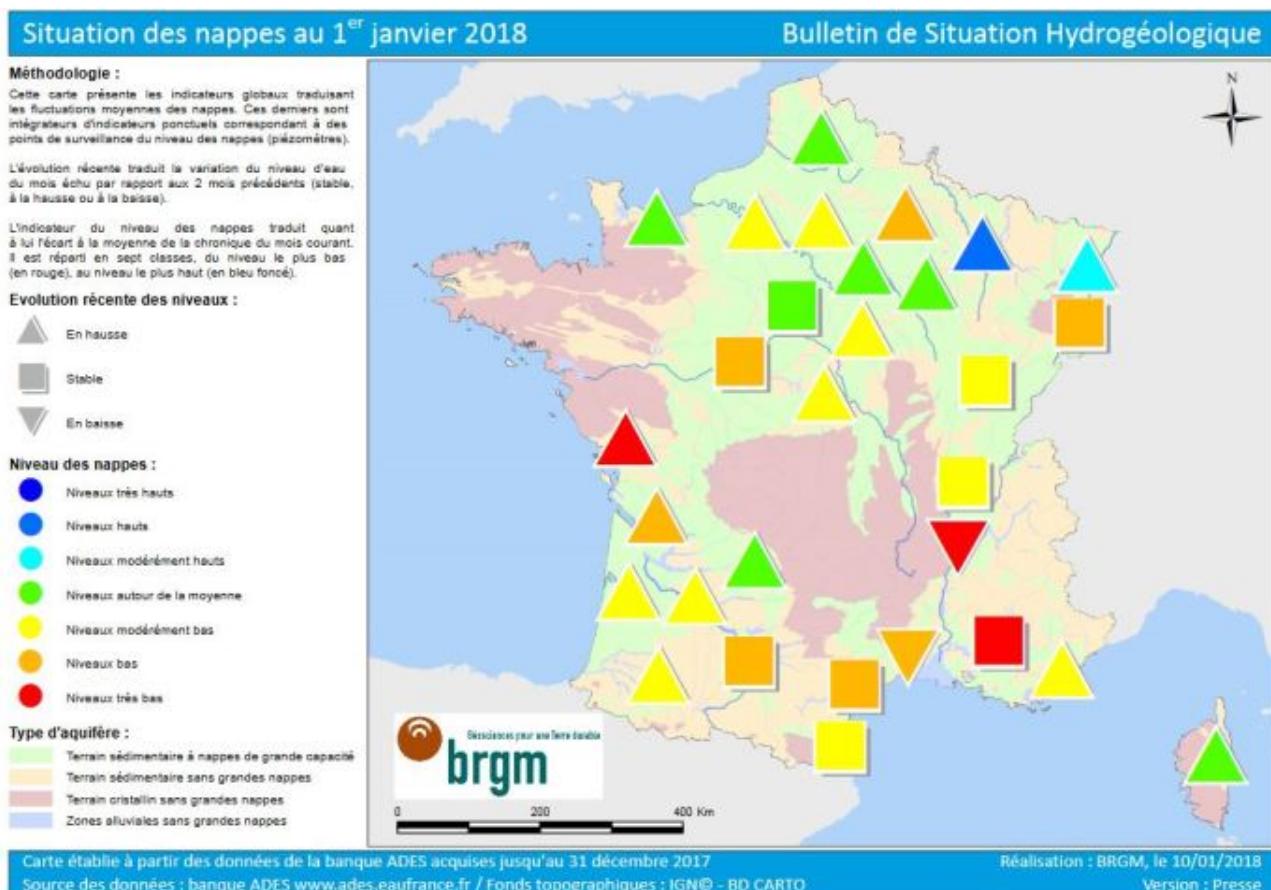 Situation des nappes au 1er janvier 2018
Bulletin de Situation Hydrogéologique
Méthodologie :
Cette carte présente les indicateurs globaux traduisant
les fluctuations moyennes des nappes. Ces derniers sont
intégrateurs d'indicateurs ponctuels correspondant à des
points de surveillance du niveau des nappes (piézomètres).
L'évolution récente traduit la variation du niveau d'eau
du mois échu par rapport aux 2 mois précédents (stable,
à la hausse ou à la baisse).
L'indicateur du niveau des nappes traduit quant
à lui l'écart à la moyenne de la chronique du mois courant.
Il est réparti en sept classes, du niveau le plus bas
(en rouge), au niveau le plus haut (en bleu foncé).
Evolution récente des niveaux :
En hausse
Stable
En baisse
Niveau des nappes :
Niveaux très hauts
Niveaux hauts
Niveaux modérément hauts
Niveaux autour de la moyenne
Niveaux modérément bas
Niveaux bas
Niveaux très bas
Type d'aquifère :
Terrain sédimentaire à nappes de grande capacité
Terrain sédimentaire sans grandes nappes
Terrain cristallin sans grandes nappes
Zones alluviales sans grandes nappes
N
Géosciences pour une Terre durable
brgm
0 200 400 Km
Carte établie à partir des données de la banque ADES acquises jusqu'au 31 décembre 2017
Réalisation : BRGM, le 10/01/2018
Source des données : banque ADES www.ades.eaufrance.fr / Fonds topographiques : IGN© - BD CARTO
Version : Presse